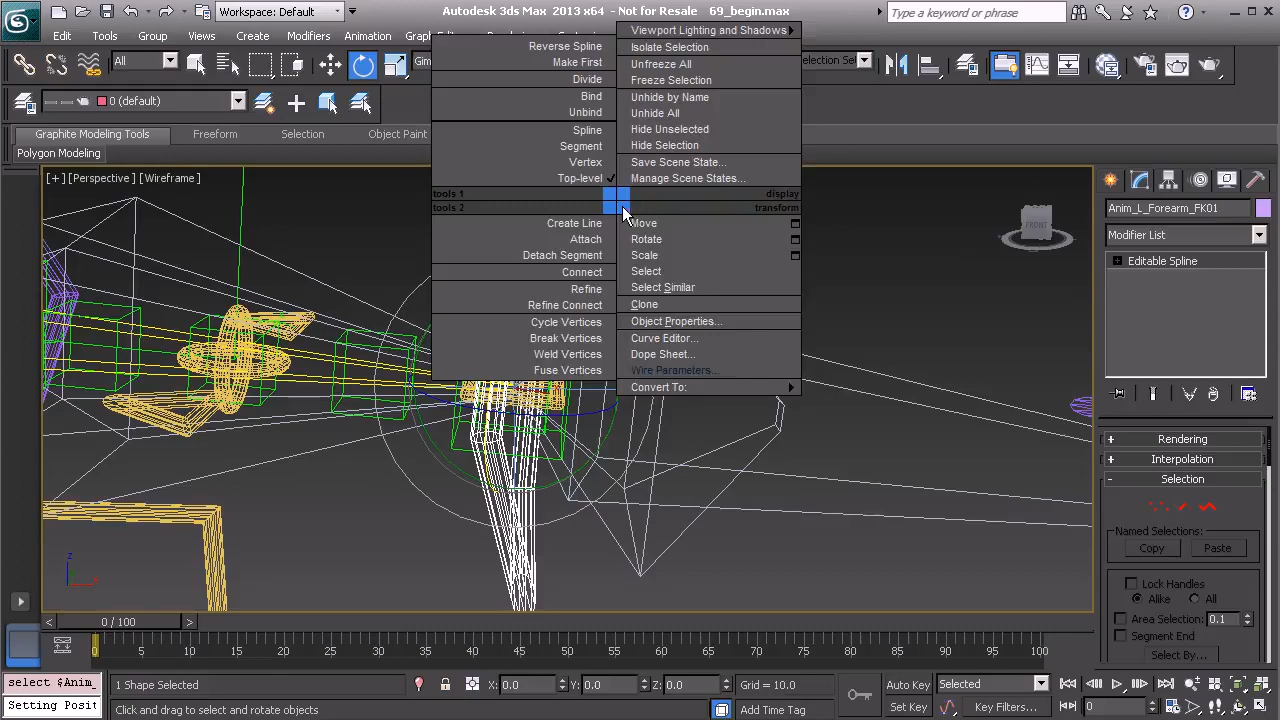 Workspace: Default
Autodesk 3ds Max 2013 x64 - Not for Resale 69_begin.max
Type a keyword or phrase
Edit Tools Group Views Create Modifiers Animation
All
Polygon Modeling
0 (default)
Graphite Modeling Tools Freeform Selection Object Paint
[+] [Perspective] [Wireframe]
Reverse Spline
Make First
Divide
Bind
Unbind
Spline
Segment
Vertex
Top-level
tools 1
tools 2
Create Line
Attach
Detach Segment
Connect
Refine
Refine Connect
Cycle Vertices
Break Vertices
Weld Vertices
Fuse Vertices
Viewport Lighting and Shadows
Isolate Selection
Unfreeze All
Freeze Selection
Unhide by Name
Unhide All
Hide Unselected
Hide Selection
Save Scene State...
Manage Scene States...
display
transform
Move
Rotate
Scale
Select
Select Similar
Clone
Object Properties...
Curve Editor...
Dope Sheet...
Wire Parameters...
Convert To:
FRONT
Anim_L_Forearm_FK01
Modifier List
Editable Spline
+ Rendering
+ Interpolation
- Selection
Named Selections:
Copy Paste
Lock Handles
Alike All
Area Selection: 0.1
Segment End
Select By...
z
0 / 100
0 5 10 15 20 25 30 35 40 45 50 55 60 65 70 75 80 85 90 95 100
select $Anim_
Setting Posit
1 Shape Selected
X: 0.0 Y: 0.0 Z: 0.0
Grid = 10.0
Auto Key Selected
Click and drag to select and rotate objects
Add Time Tag
Set Key Key Filters...
0